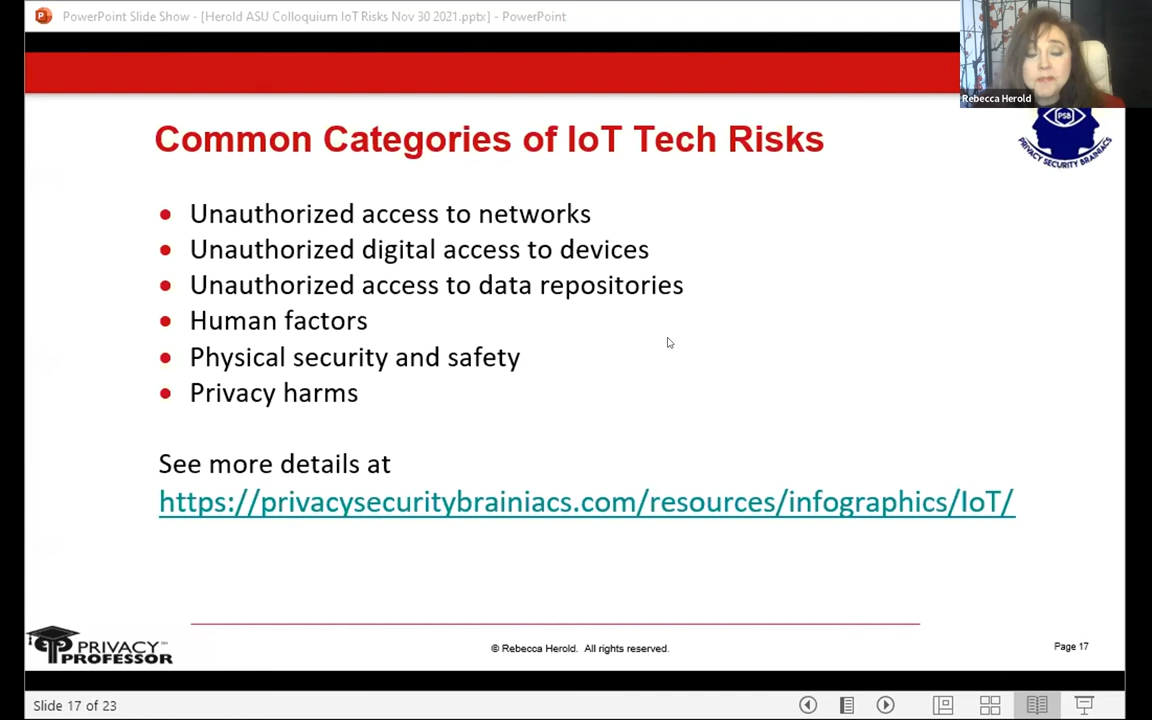 PowerPoint Slide Show - [Herold ASU Colloquium IoT Risks Nov 30 2021.pptx] - PowerPoint
Rebecca Herold
PSB
PRIVACY SECURITY BRAINIACS
Common Categories of IoT Tech Risks
• Unauthorized access to networks
• Unauthorized digital access to devices
• Unauthorized access to data repositories
• Human factors
• Physical security and safety
• Privacy harms
See more details at
https://privacysecuritybrainiacs.com/resources/infographics/IoT/
PRIVACY
PROFESSOR
© Rebecca Herold. All rights reserved.
Page 17
Slide 17 of 23